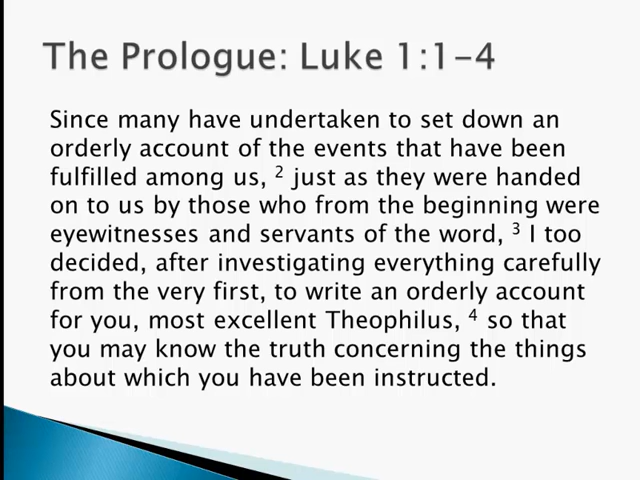 The Prologue: Luke 1:1-4
Since many have undertaken to set down an
orderly account of the events that have been
fulfilled among us, 2 just as they were handed
on to us by those who from the beginning were
eyewitnesses and servants of the word, 3 I too
decided, after investigating everything carefully
from the very first, to write an orderly account
for you, most excellent Theophilus, 4 so that
you may know the truth concerning the things
about which you have been instructed.